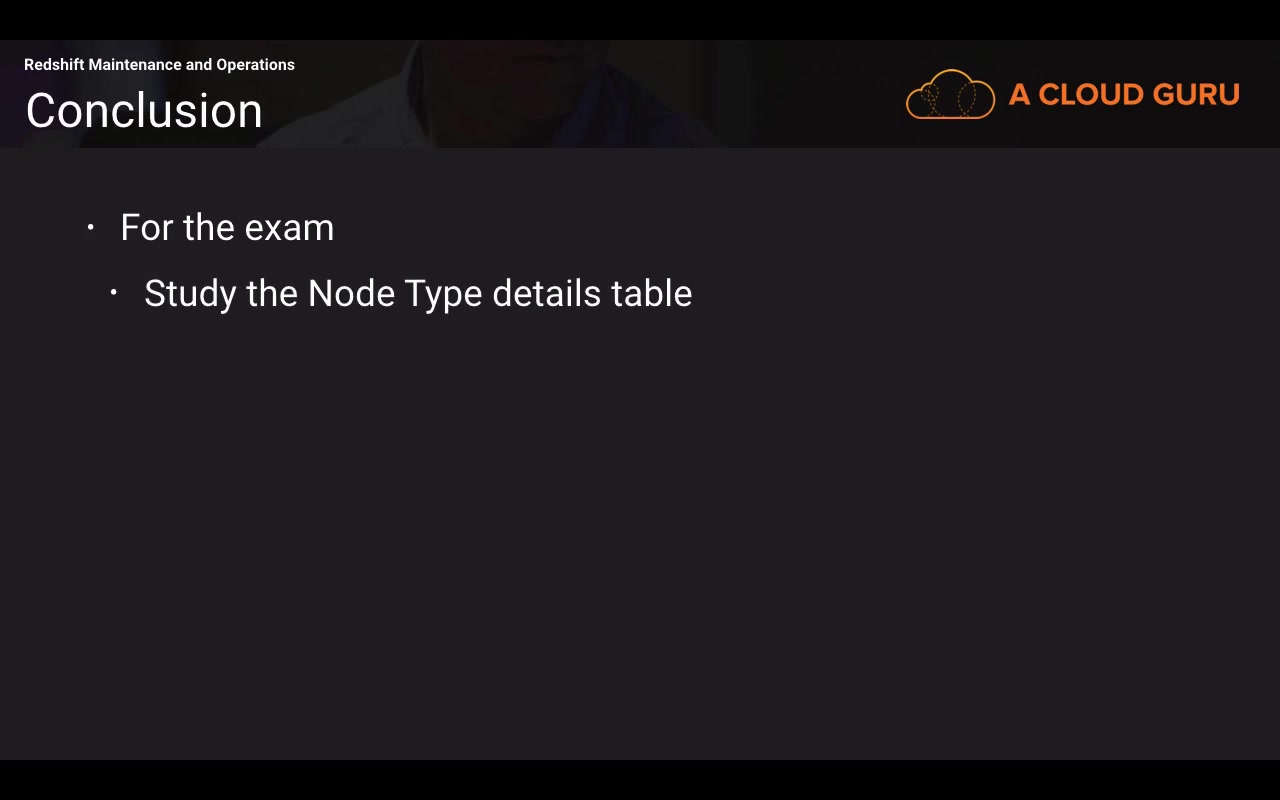 Redshift Maintenance and Operations
Conclusion
A CLOUD GURU
· For the exam
· Study the Node Type details table